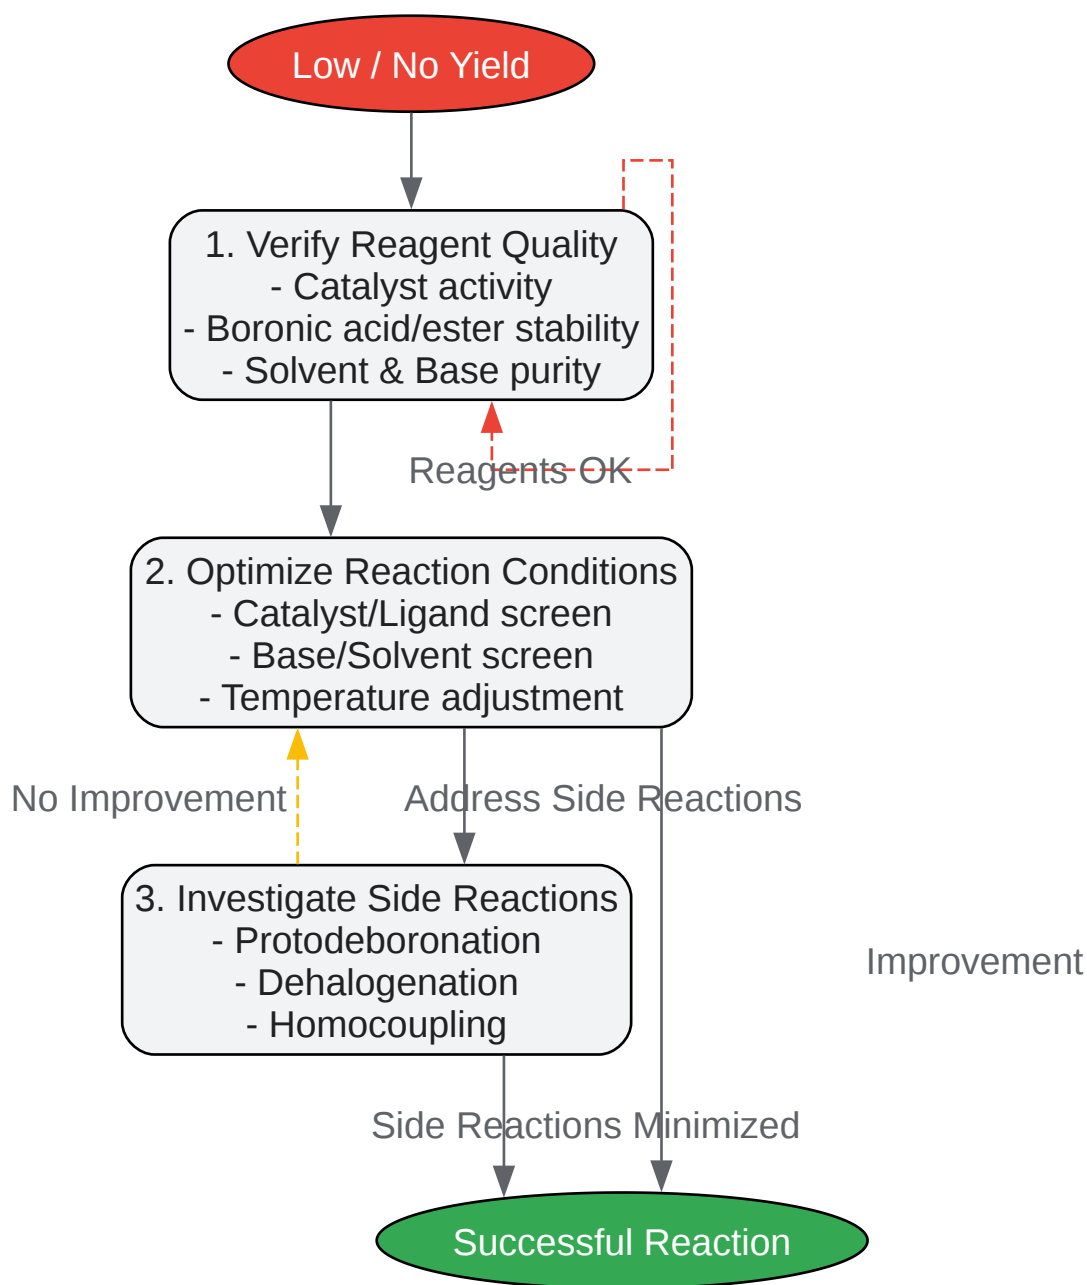 Low / No Yield
1. Verify Reagent Quality
- Catalyst activity
- Boronic acid/ester stability
- Solvent & Base purity
Reagents OK
2. Optimize Reaction Conditions
- Catalyst/Ligand screen
- Base/Solvent screen
- Temperature adjustment
No Improvement
Address Side Reactions
3. Investigate Side Reactions
- Protodeboronation
- Dehalogenation
- Homocoupling
Improvement
Side Reactions Minimized
Successful Reaction